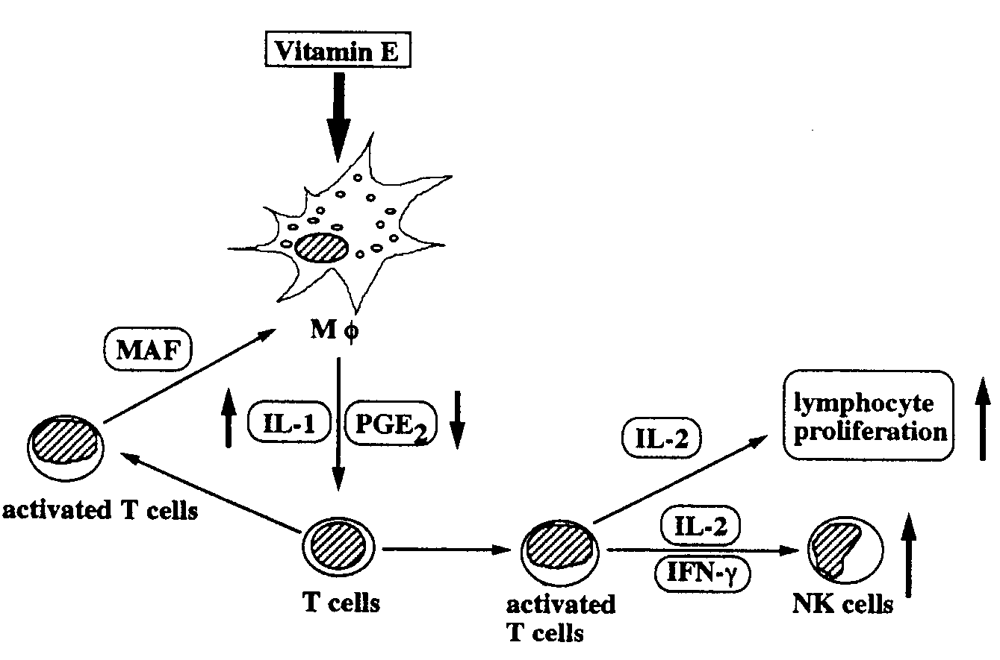 Vitamin E
M ϕ
MAF
IL-1
PGE₂
IL-2
lymphocyte
proliferation
activated T cells
IL-2
IFN-γ
T cells
activated
T cells
NK cells